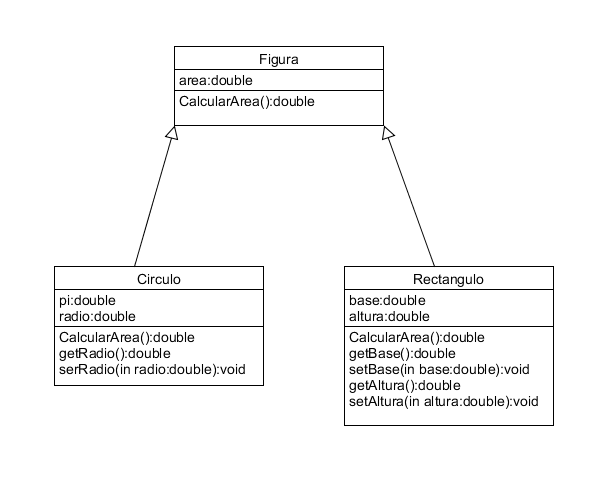 Figura
area:double
CalcularArea():double
Circulo
pi:double
radio:double
CalcularArea():double
getRadio():double
serRadio(in radio:double):void
Rectangulo
base:double
altura:double
CalcularArea():double
getBase():double
setBase(in base:double):void
getAltura():double
setAltura(in altura:double):void